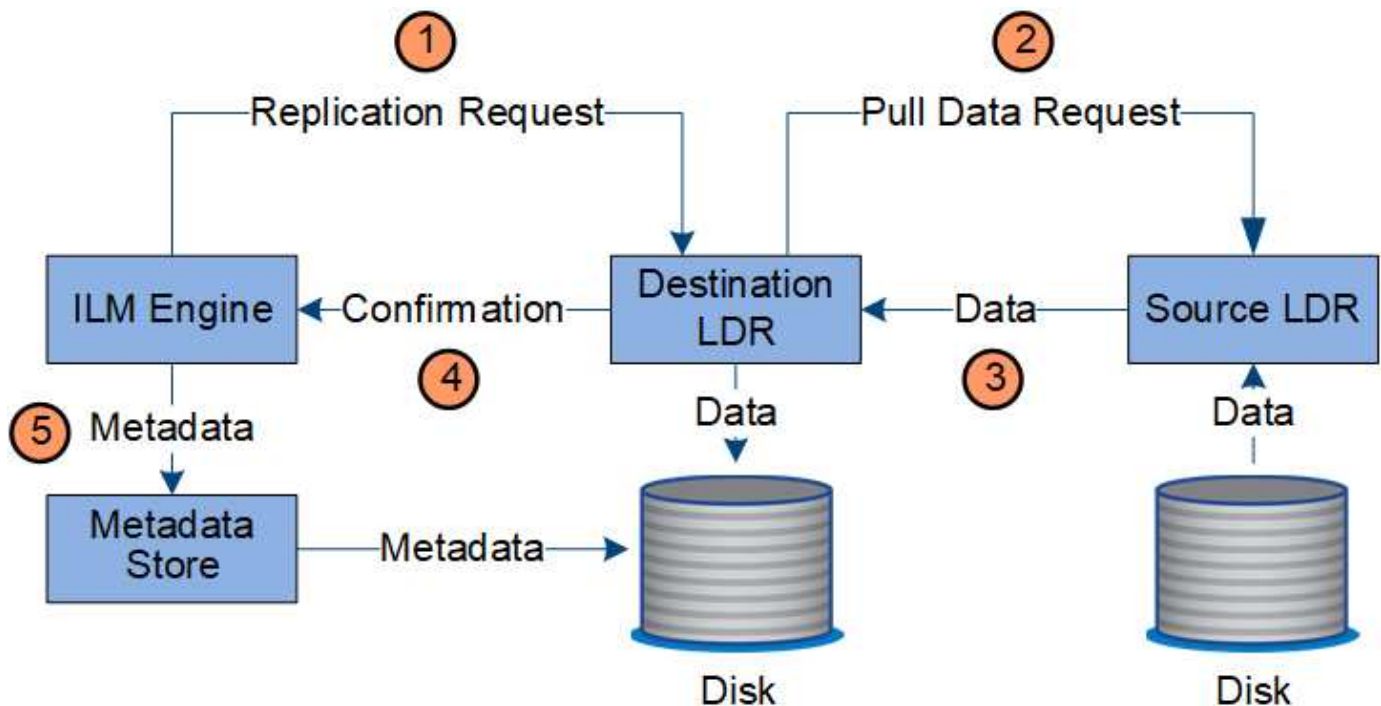 1
2
Replication Request
Pull Data Request
ILM Engine
Confirmation
Destination
LDR
Data
Source LDR
4
3
5
Metadata
Data
Data
Metadata
Store
Metadata
Disk
Disk